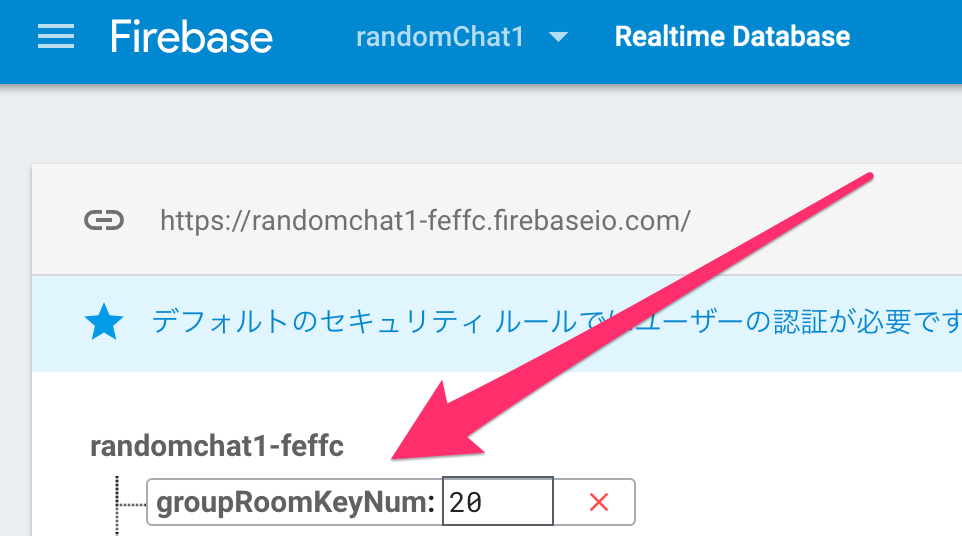 Firebase randomChat1 Realtime Database
https://randomchat1-feffc.firebaseio.com/
デフォルトのセキュリティ ルールではユーザーの認証が必要です
randomchat1-feffc
groupRoomKeyNum: 20